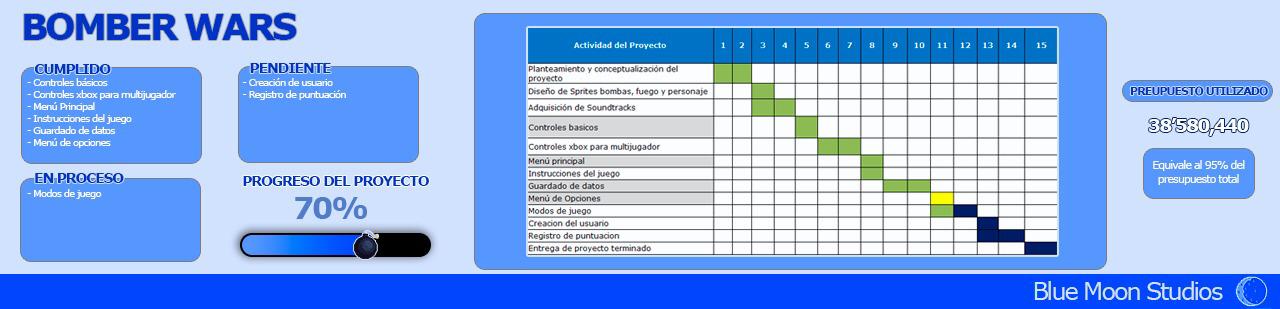 BOMBER WARS
CUMPLIDO
- Controles básicos
- Controles xbox para multijugador
- Menú Principal
- Instrucciones del juego
- Guardado de datos
- Menú de opciones
PENDIENTE
- Creación de usuario
- Registro de puntuación
EN PROCESO
- Modos de juego
PROGRESO DEL PROYECTO
70%
Actividad del Proyecto 1 2 3 4 5 6 7 8 9 10 11 12 13 14 15
Planteamiento y conceptualización del
proyecto
Diseño de Sprites bombas, fuego y personaje
Adquisición de Soundtracks
Controles basicos
Controles xbox para multijugador
Menú principal
Instrucciones del juego
Guardado de datos
Menú de Opciones
Modos de juego
Creacion del usuario
Registro de puntuacion
Entrega de proyecto terminado
PREUPUESTO UTILIZADO
38'580,440
Equivale al 95% del
presupuesto total
Blue Moon Studios